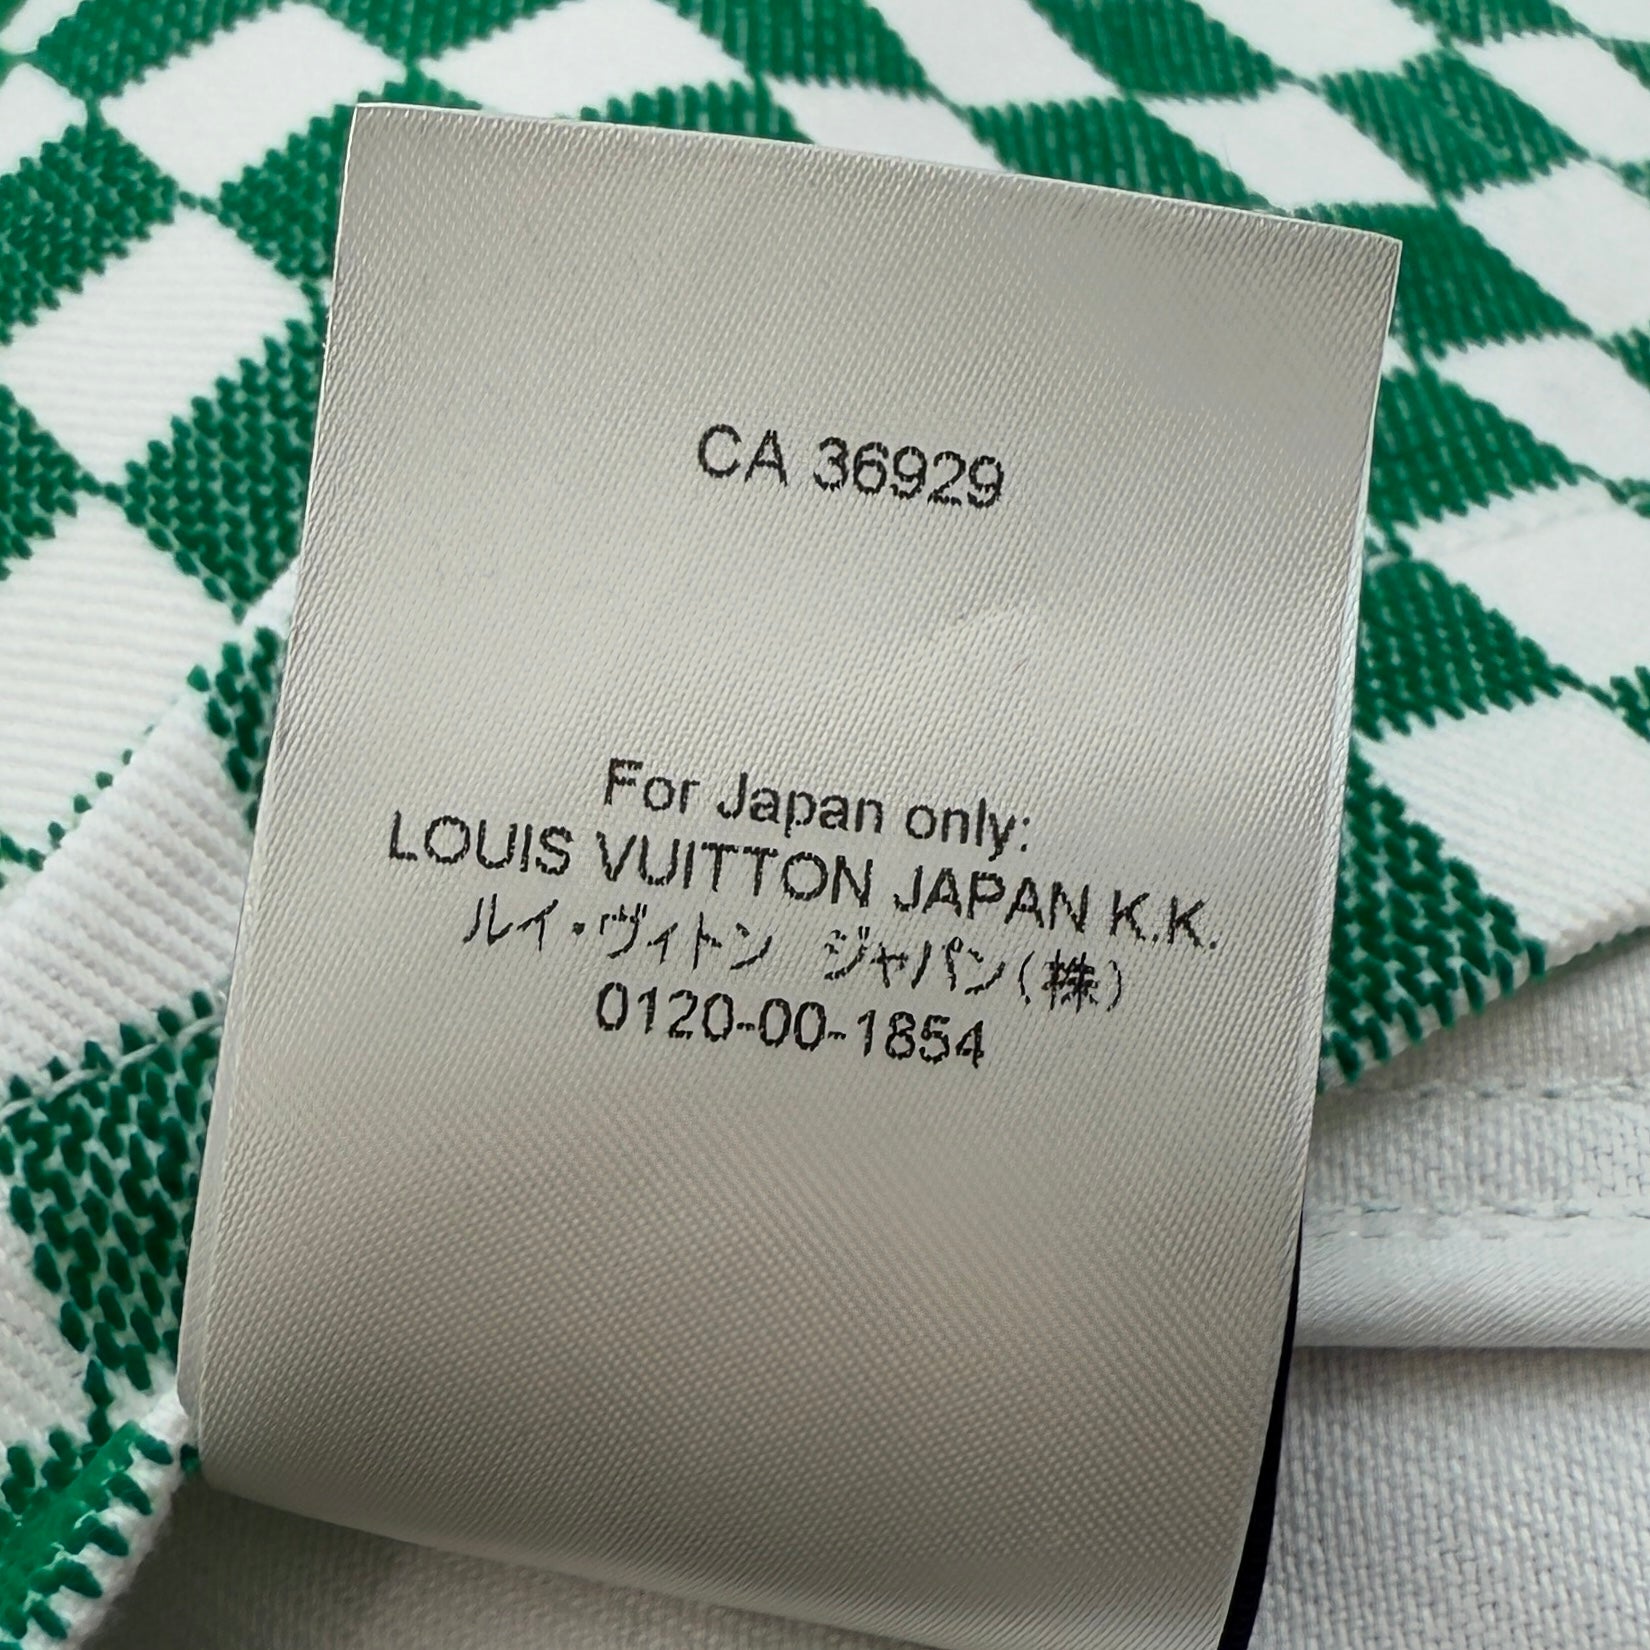 CA 36929
For Japan only:
LOUIS VUITTON JAPAN K.K.
ルイ・ヴィトン ジャパン(株)
0120-00-1854